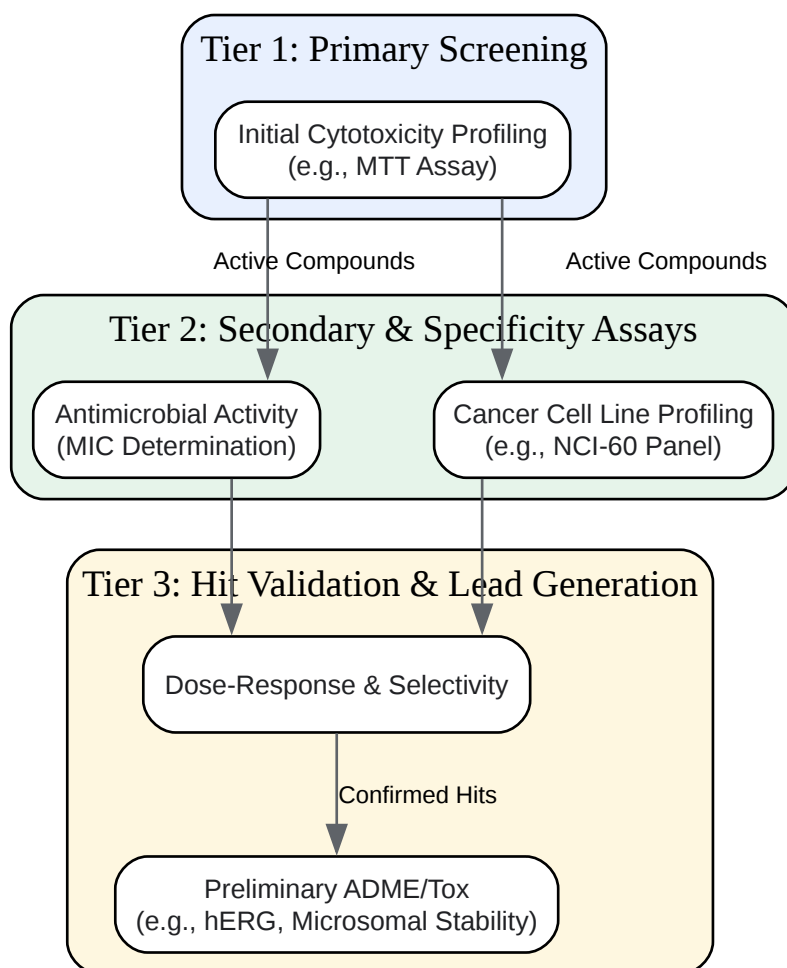 Tier 1: Primary Screening
Initial Cytotoxicity Profiling
(e.g., MTT Assay)
Active Compounds
Active Compounds
Tier 2: Secondary & Specificity Assays
Antimicrobial Activity
(MIC Determination)
Cancer Cell Line Profiling
(e.g., NCI-60 Panel)
Tier 3: Hit Validation & Lead Generation
Dose-Response & Selectivity
Confirmed Hits
Preliminary ADME/Tox
(e.g., hERG, Microsomal Stability)